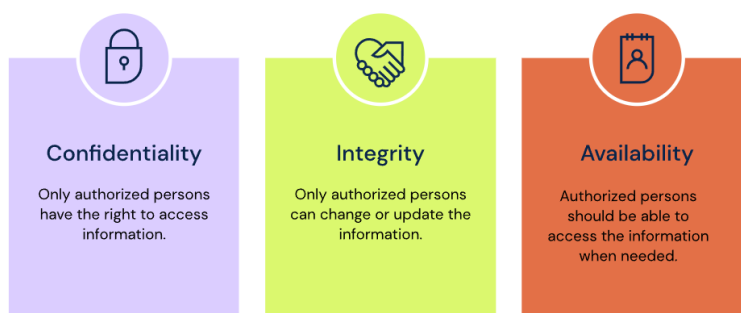 Confidentiality
Only authorized persons
have the right to access
information.
Integrity
Only authorized persons
can change or update the
information.
Availability
Authorized persons
should be able to
access the information
when needed.